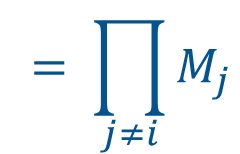 = ∏_{j≠i} M_j